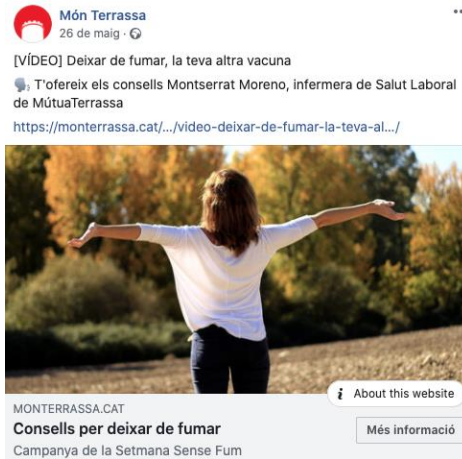 Món Terrassa
26 de maig ·
[VÍDEO] Deixar de fumar, la teva altra vacuna
T'ofereix els consells Montserrat Moreno, infermera de Salut Laboral
de MútuaTerrassa
https://monterrassa.cat/.../video-deixar-de-fumar-la-teva-al.../
i About this website
MONTERRASSA.CAT
Consells per deixar de fumar
Més informació
Campanya de la Setmana Sense Fum